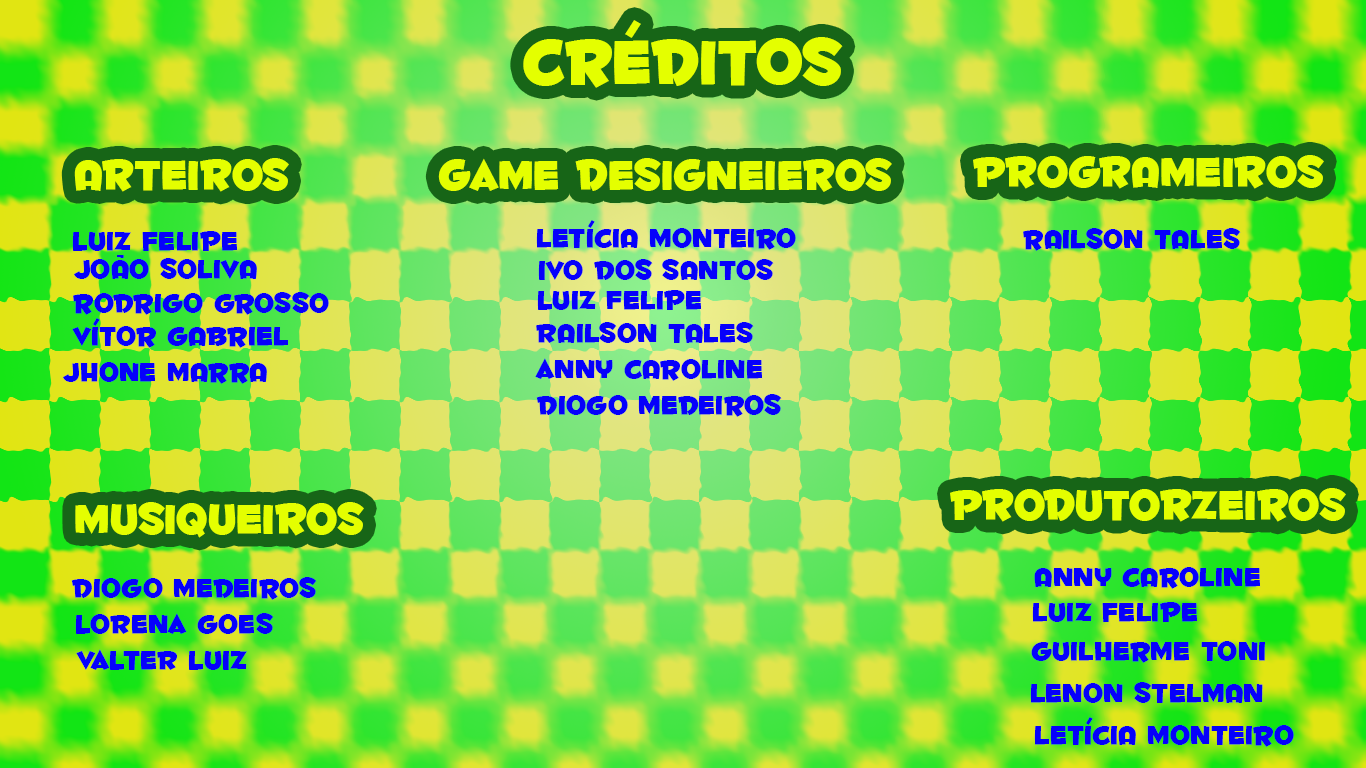 CRÉDITOS
ARTEIROS
LUIZ FELIPE
JOÃO SOLIVA
RODRIGO GROSSO
VÍTOR GABRIEL
JHONE MARRA
GAME DESIGNEIEROS
LETÍCIA MONTEIRO
IVO DOS SANTOS
LUIZ FELIPE
RAILSON TALES
ANNY CAROLINE
DIOGO MEDEIROS
PROGRAMEIROS
RAILSON TALES
MUSIQUEIROS
DIOGO MEDEIROS
LORENA GOES
VALTER LUIZ
PRODUTORZEIROS
ANNY CAROLINE
LUIZ FELIPE
GUILHERME TONI
LENON STELMAN
LETÍCIA MONTEIRO